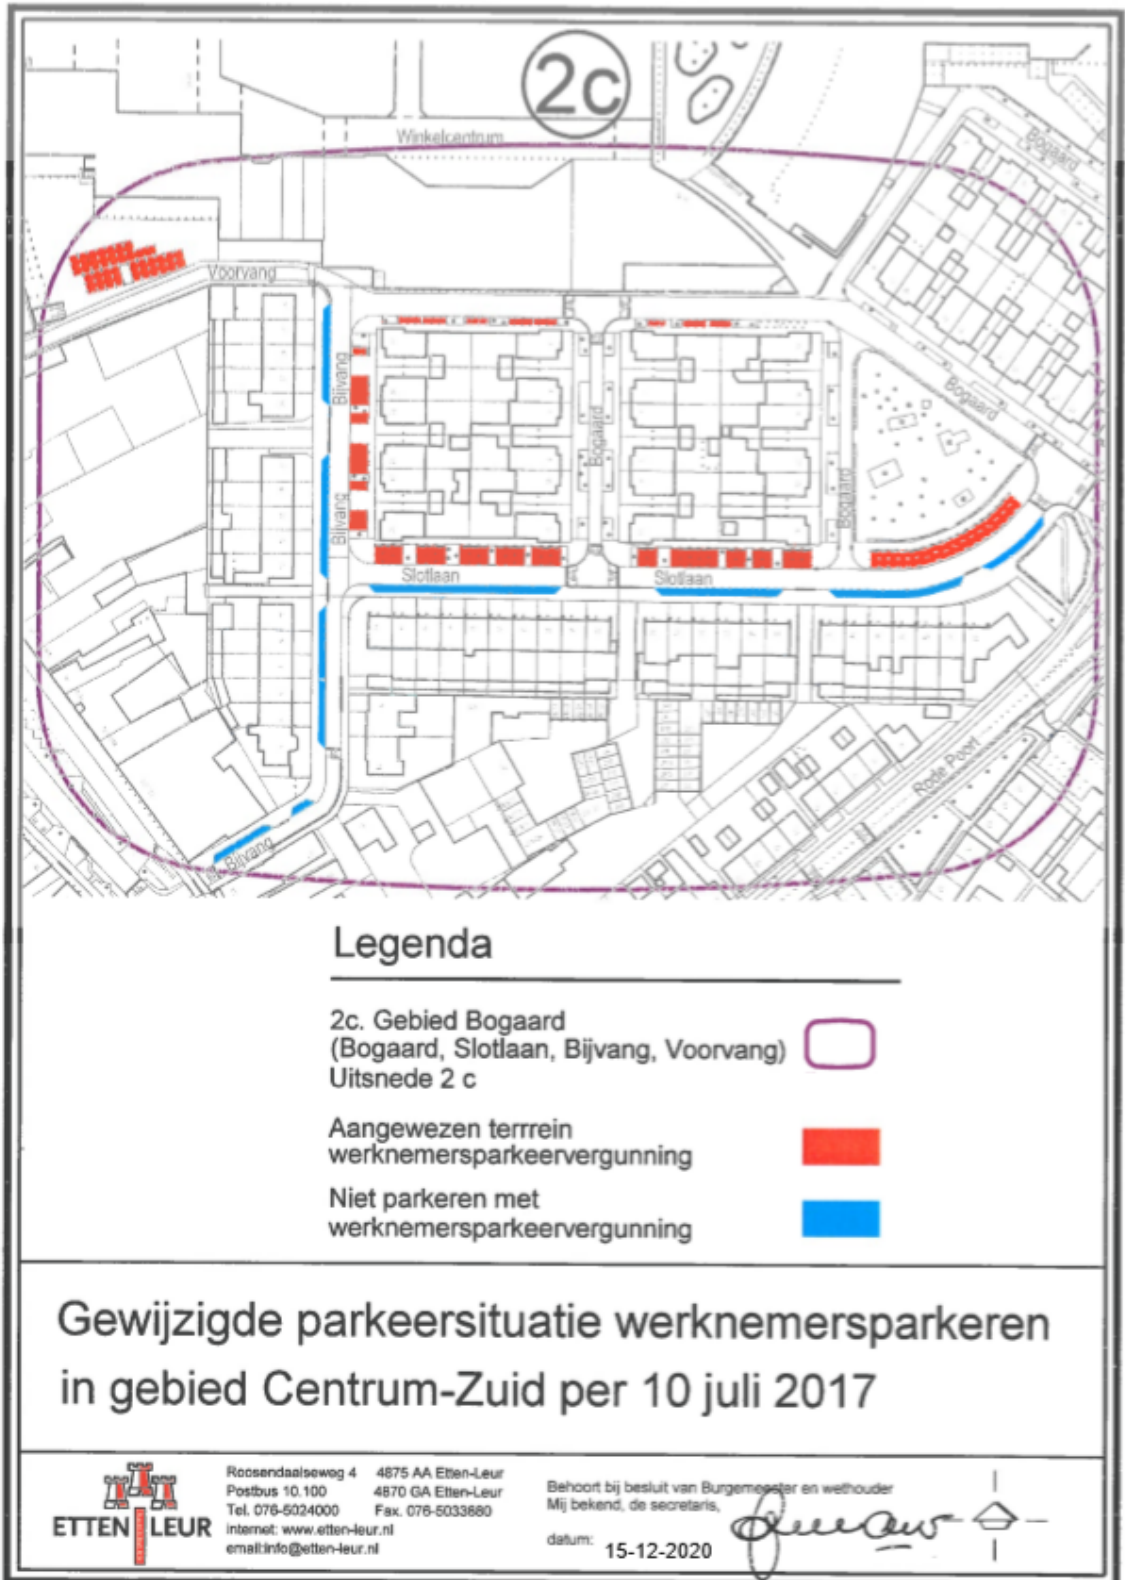 2c
Winkelcentrum
Bogaard
Voorvang
Bijvang
Bogaard
Bogaard
Bijvang
Bogaard
Slotlaan
Slotlaan
Rode Poort
Bijvang
Legenda
2c. Gebied Bogaard
(Bogaard, Slotlaan, Bijvang, Voorvang)
Uitsnede 2 c
Aangewezen terrrein
werknemersparkeervergunning
Niet parkeren met
werknemersparkeervergunning
Gewijzigde parkeersituatie werknemersparkeren
in gebied Centrum-Zuid per 10 juli 2017
ETTEN LEUR
Roosendaalseweg 4 4875 AA Etten-Leur
Postbus 10.100 4870 GA Etten-Leur
Tel. 076-5024000 Fax. 076-5033880
internet: www.etten-leur.nl
email:info@etten-leur.nl
Behoort bij besluit van Burgemeester en wethouder
Mij bekend, de secretaris,
datum: 15-12-2020